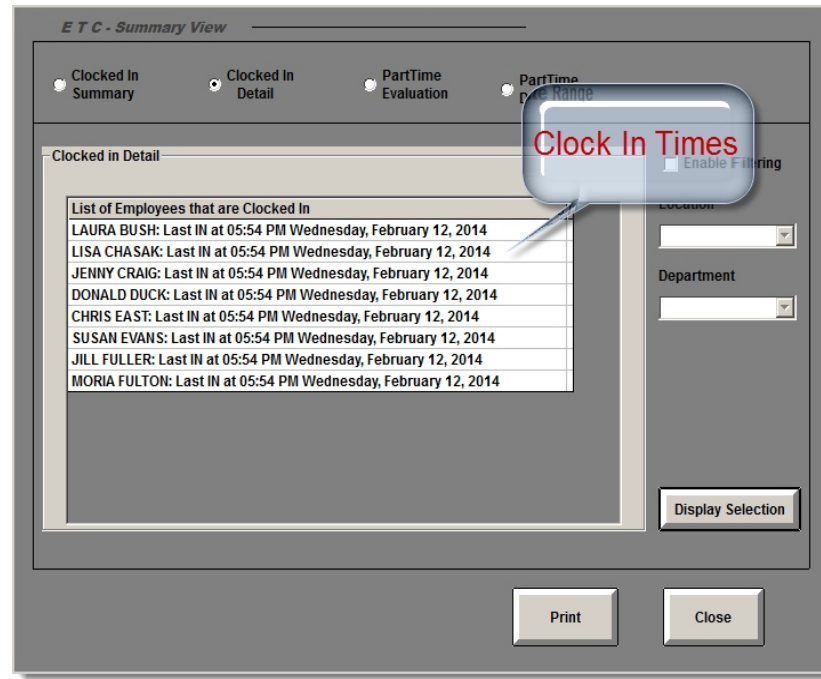 E T C - Summary View
Clocked In Summary
Clocked In Detail
PartTime Evaluation
PartTime Date Range
Clock In Times
Clocked in Detail
Enable Filtering
List of Employees that are Clocked In
Location
LAURA BUSH: Last IN at 05:54 PM Wednesday, February 12, 2014
LISA CHASAK: Last IN at 05:54 PM Wednesday, February 12, 2014
JENNY CRAIG: Last IN at 05:54 PM Wednesday, February 12, 2014
Department
DONALD DUCK: Last IN at 05:54 PM Wednesday, February 12, 2014
CHRIS EAST: Last IN at 05:54 PM Wednesday, February 12, 2014
SUSAN EVANS: Last IN at 05:54 PM Wednesday, February 12, 2014
JILL FULLER: Last IN at 05:54 PM Wednesday, February 12, 2014
MORIA FULTON: Last IN at 05:54 PM Wednesday, February 12, 2014
Display Selection
Print
Close